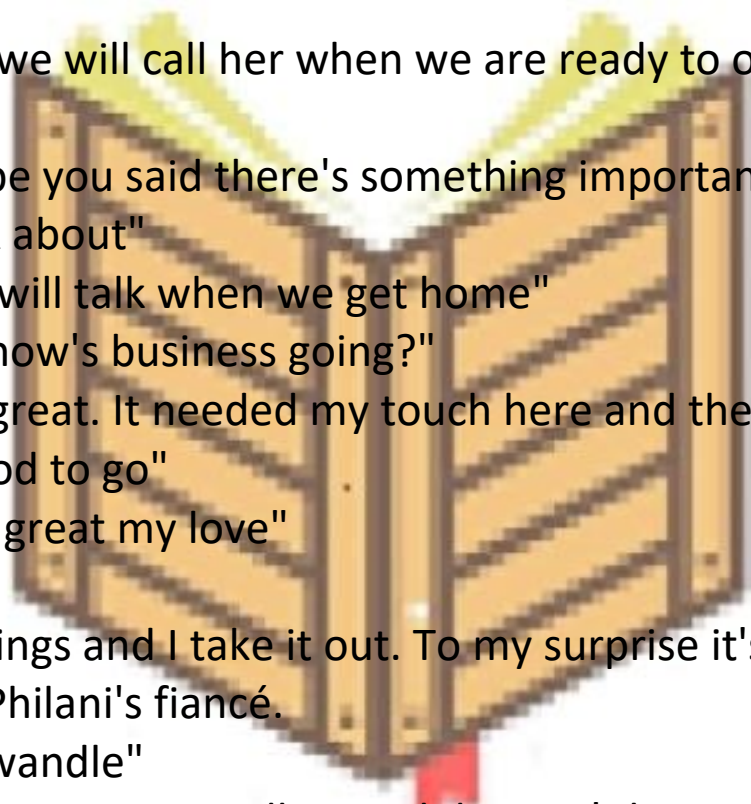 we will call her when we are ready to o
be you said there's something importan
about"
will talk when we get home"
how's business going?"
great. It needed my touch here and the
od to go"
great my love"
ings and I take it out. To my surprise it's
Philani's fiancé.
wandle"